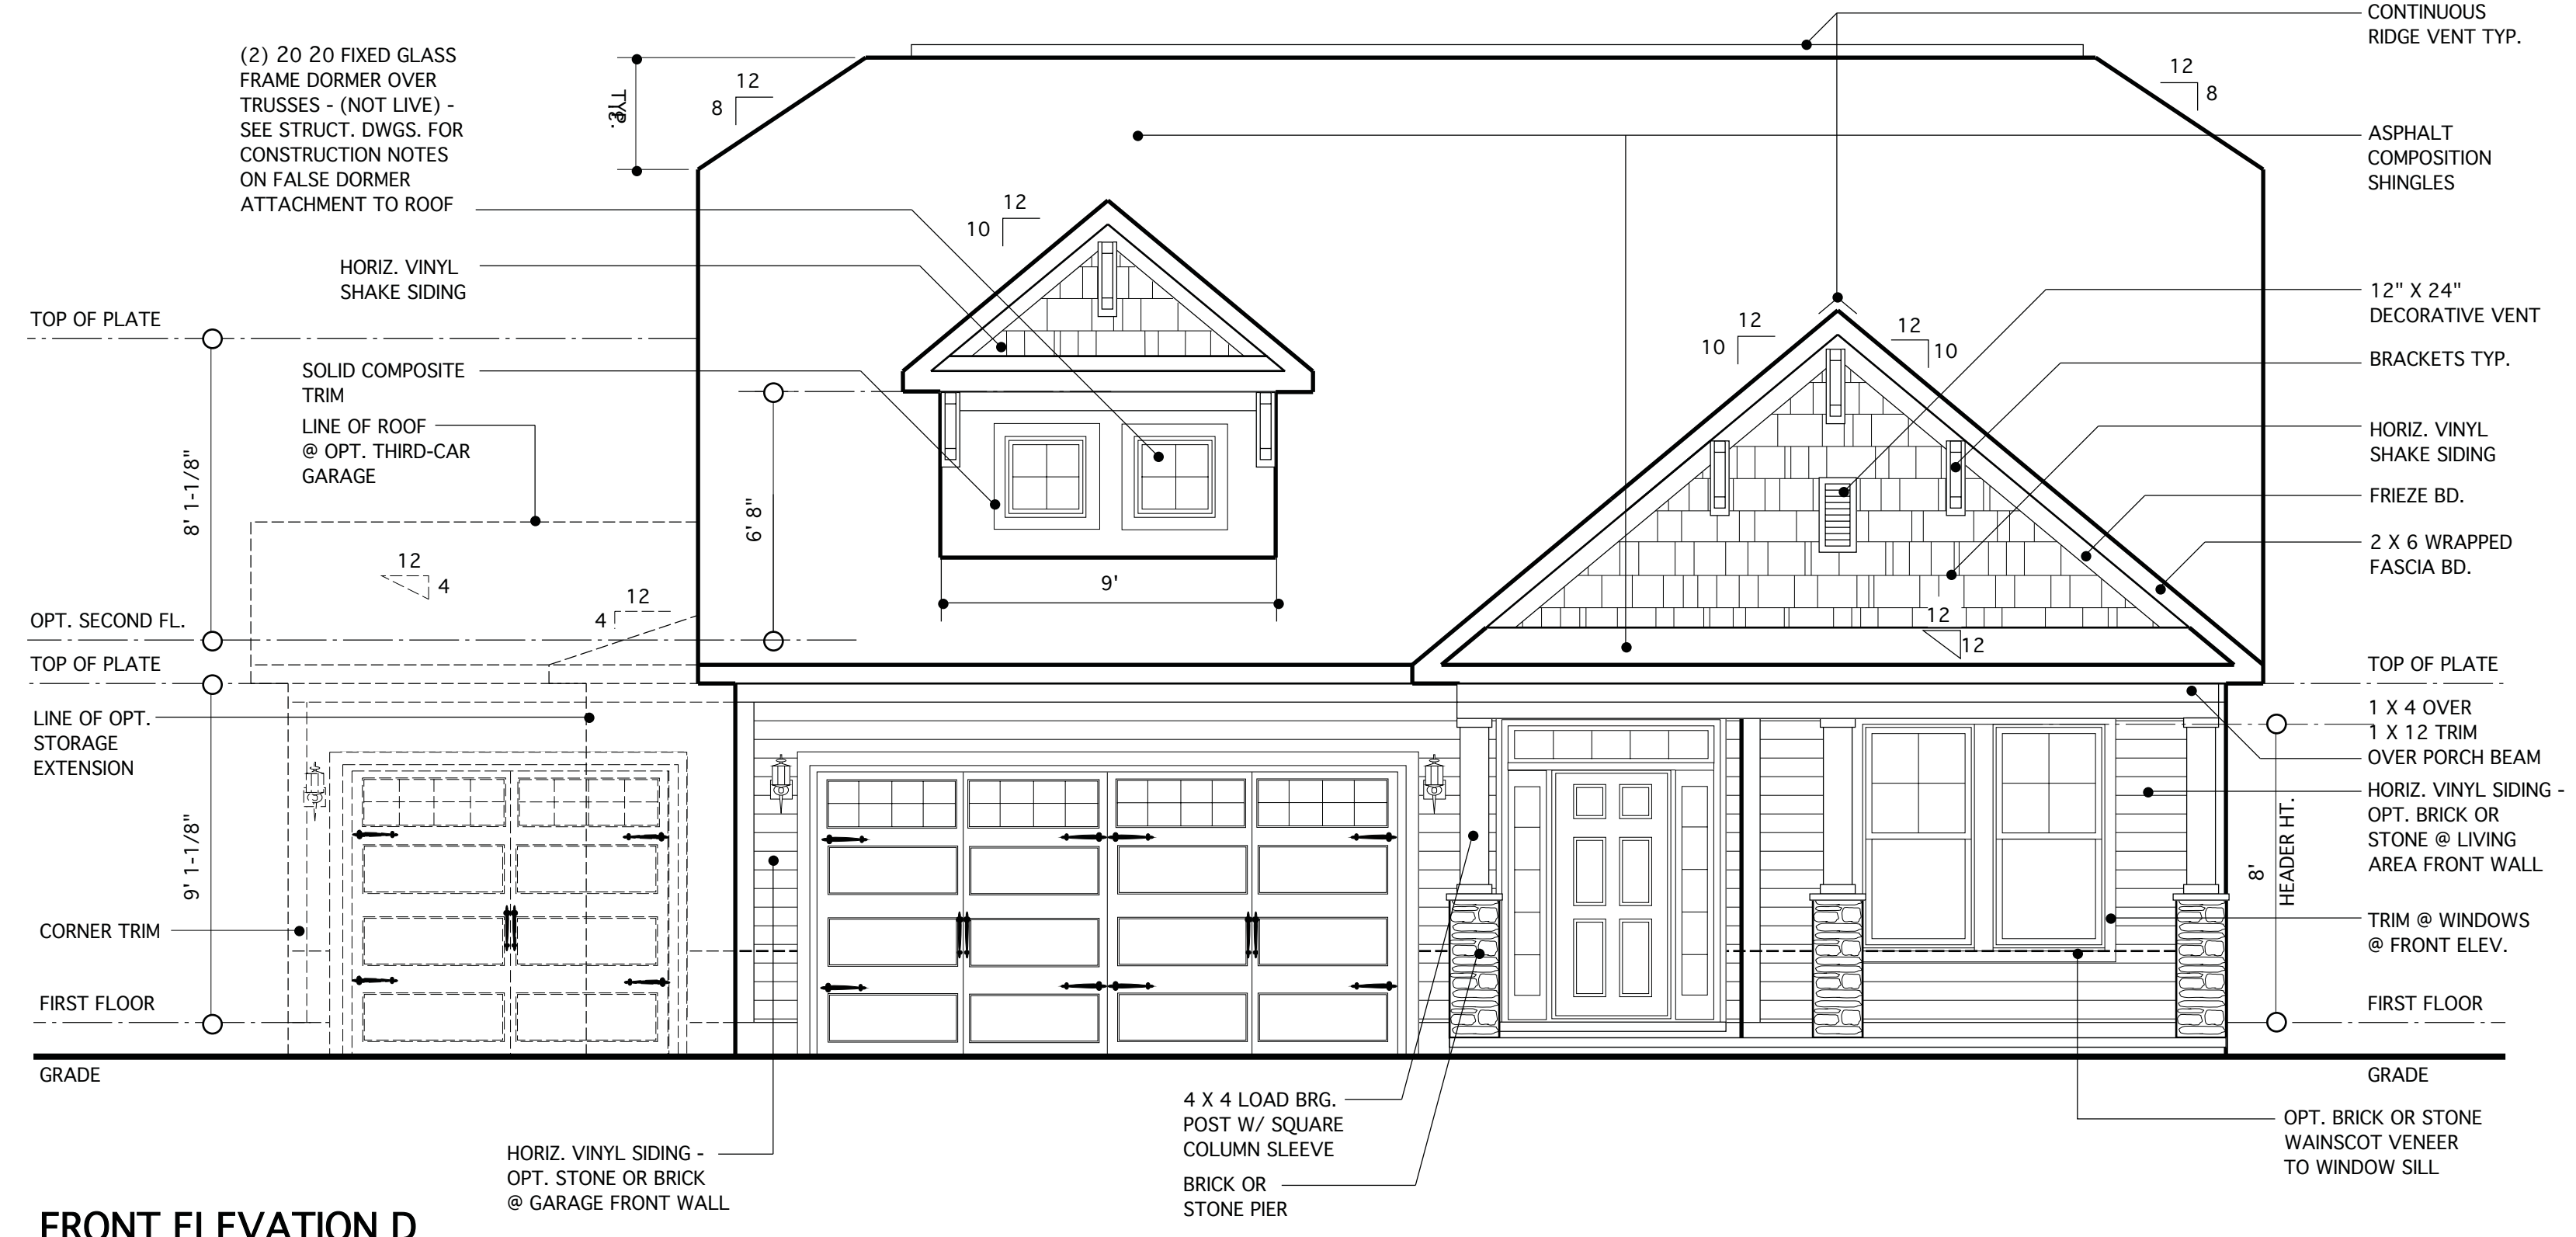 CONTINUOUS
RIDGE VENT TYP.
(2) 20 20 FIXED GLASS
FRAME DORMER OVER
TRUSSES - (NOT LIVE) -
SEE STRUCT. DWGS. FOR
CONSTRUCTION NOTES
ON FALSE DORMER
ATTACHMENT TO ROOF
TYP.
12
8
12
8
ASPHALT
COMPOSITION
SHINGLES
12
10
HORIZ. VINYL
SHAKE SIDING
12" X 24"
DECORATIVE VENT
TOP OF PLATE
12
10
12
10
BRACKETS TYP.
SOLID COMPOSITE
TRIM
LINE OF ROOF
@ OPT. THIRD-CAR
GARAGE
HORIZ. VINYL
SHAKE SIDING
8' 1-1/8"
6' 8"
FRIEZE BD.
2 X 6 WRAPPED
FASCIA BD.
12
4
9'
12
4
12
12
OPT. SECOND FL.
TOP OF PLATE
TOP OF PLATE
LINE OF OPT.
STORAGE
EXTENSION
1 X 4 OVER
1 X 12 TRIM
OVER PORCH BEAM
HORIZ. VINYL SIDING -
OPT. BRICK OR
STONE @ LIVING
AREA FRONT WALL
9' 1-1/8"
8'
HEADER HT.
CORNER TRIM
TRIM @ WINDOWS
@ FRONT ELEV.
FIRST FLOOR
FIRST FLOOR
GRADE
GRADE
4 X 4 LOAD BRG.
POST W/ SQUARE
COLUMN SLEEVE
BRICK OR
STONE PIER
OPT. BRICK OR STONE
WAINSCOT VENEER
TO WINDOW SILL
HORIZ. VINYL SIDING -
OPT. STONE OR BRICK
@ GARAGE FRONT WALL
FRONT ELEVATION D